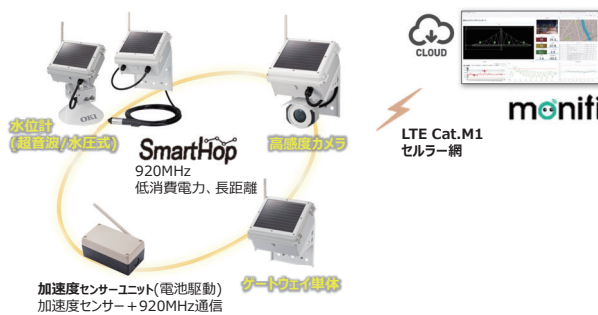 CLOUD
monifi
LTE Cat.M1
セルラー網
OKI
水位計
(超音波/水圧式)
SmartHop
920MHz
低消費電力、長距離
高感度カメラ
加速度センサーユニット(電池駆動)
加速度センサー＋920MHz通信
ゲートウェイ単体